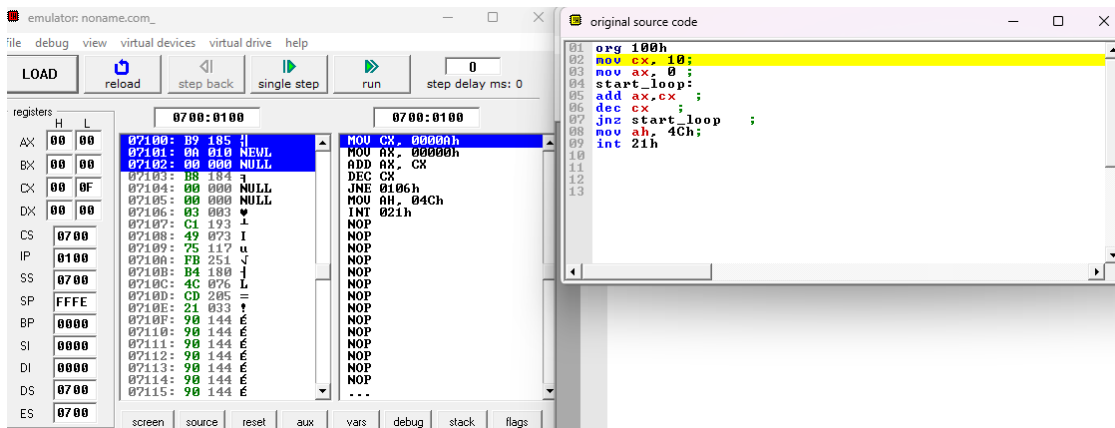 emulator: noname.com_
file debug view virtual devices virtual drive help
LOAD
reload
step back
single step
run
0
step delay ms: 0
registers
H L
AX 00 00
BX 00 00
CX 00 0F
DX 00 00
CS 0700
IP 0100
SS 0700
SP FFFE
BP 0000
SI 0000
DI 0000
DS 0700
ES 0700
0700:0100
07100: B9 185 ╣
07101: 0A 010 NEWL
07102: 00 000 NULL
07103: B8 184 ╕
07104: 00 000 NULL
07105: 00 000 NULL
07106: 03 003 ♥
07107: C1 193 ┴
07108: 49 073 I
07109: 75 117 u
0710A: FB 251 √
0710B: B4 180 ┤
0710C: 4C 076 L
0710D: CD 205 =
0710E: 21 033 !
0710F: 90 144 É
07110: 90 144 É
07111: 90 144 É
07112: 90 144 É
07113: 90 144 É
07114: 90 144 É
07115: 90 144 É
0700:0100
MOV CX, 0000Ah
MOV AX, 00000h
ADD AX, CX
DEC CX
JNE 0106h
MOV AH, 04Ch
INT 021h
NOP
NOP
NOP
NOP
NOP
NOP
NOP
NOP
NOP
NOP
NOP
NOP
NOP
NOP
...
screen source reset aux vars debug stack flags
original source code
01 org 100h
02 mov cx, 10;
03 mov ax, 0 ;
04 start_loop:
05 add ax,cx ;
06 dec cx ;
07 jnz start_loop ;
08 mov ah, 4Ch;
09 int 21h
10
11
12
13